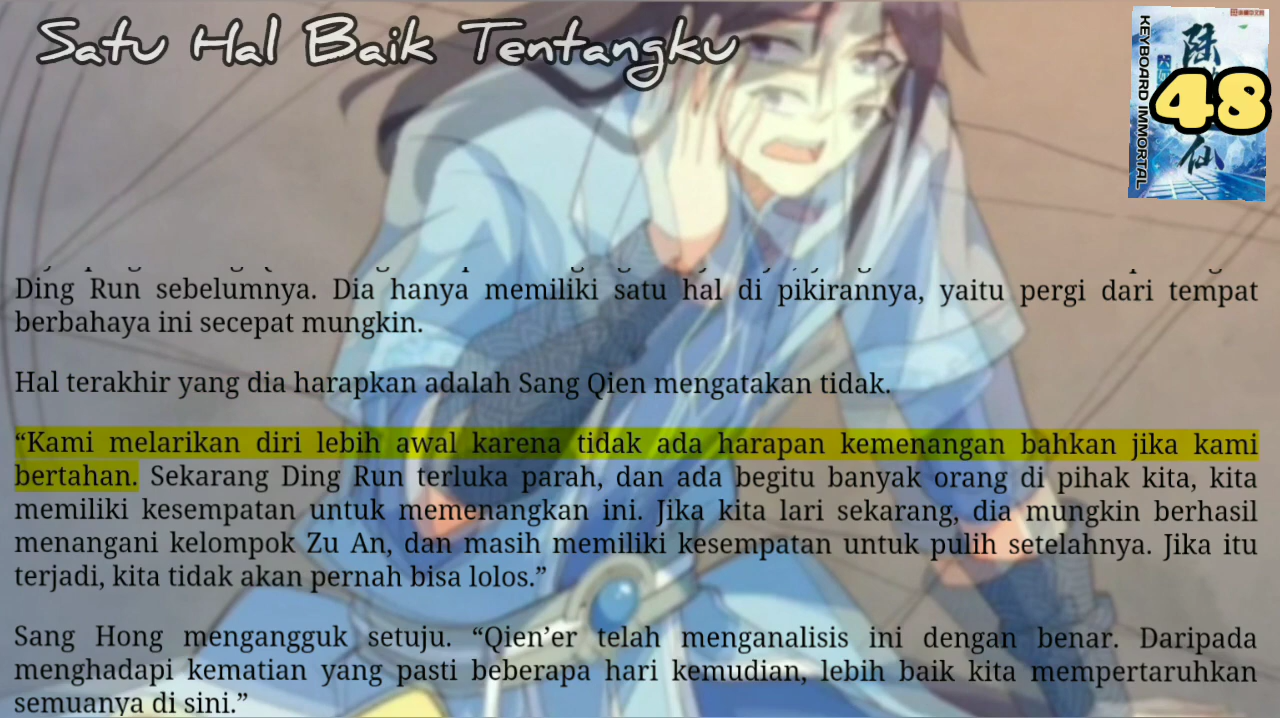 Satu Hal Baik Tentangku
KEYBOARD IMMORTAL
48
仙
Ding Run sebelumnya. Dia hanya memiliki satu hal di pikirannya, yaitu pergi dari tempat
berbahaya ini secepat mungkin.
Hal terakhir yang dia harapkan adalah Sang Qien mengatakan tidak.
“Kami melarikan diri lebih awal karena tidak ada harapan kemenangan bahkan jika kami
bertahan. Sekarang Ding Run terluka parah, dan ada begitu banyak orang di pihak kita, kita
memiliki kesempatan untuk memenangkan ini. Jika kita lari sekarang, dia mungkin berhasil
menangani kelompok Zu An, dan masih memiliki kesempatan untuk pulih setelahnya. Jika itu
terjadi, kita tidak akan pernah bisa lolos.”
Sang Hong mengangguk setuju. “Qien’er telah menganalisis ini dengan benar. Daripada
menghadapi kematian yang pasti beberapa hari kemudian, lebih baik kita mempertaruhkan
semuanya di sini.”